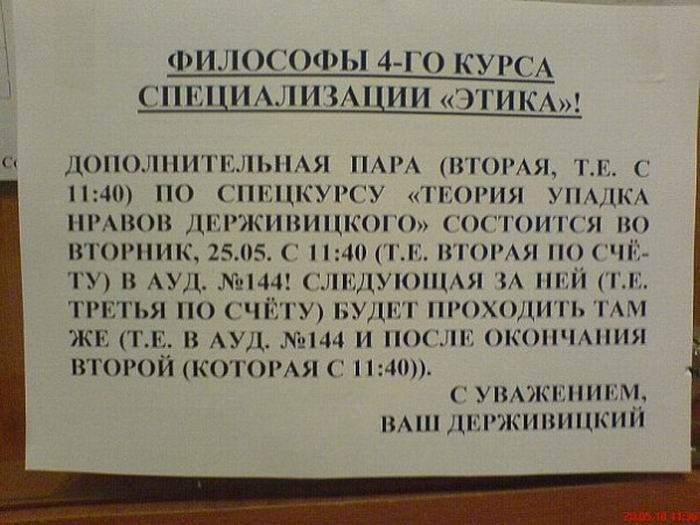 ФИЛОСОФЫ 4-ГО КУРСА
СПЕЦИАЛИЗАЦИИ «ЭТИКА»!
ДОПОЛНИТЕЛЬНАЯ ПАРА (ВТОРАЯ, Т.Е. С
11:40) ПО СПЕЦКУРСУ «ТЕОРИЯ УПАДКА
НРАВОВ ДЕРЖИВИЦКОГО» СОСТОИТСЯ ВО
ВТОРНИК, 25.05. С 11:40 (Т.Е. ВТОРАЯ ПО СЧЁ-
ТУ) В АУД. №144! СЛЕДУЮЩАЯ ЗА НЕЙ (Т.Е.
ТРЕТЬЯ ПО СЧЁТУ) БУДЕТ ПРОХОДИТЬ ТАМ
ЖЕ (Т.Е. В АУД. №144 И ПОСЛЕ ОКОНЧАНИЯ
ВТОРОЙ (КОТОРАЯ С 11:40)).
С УВАЖЕНИЕМ,
ВАШ ДЕРЖИВИЦКИЙ